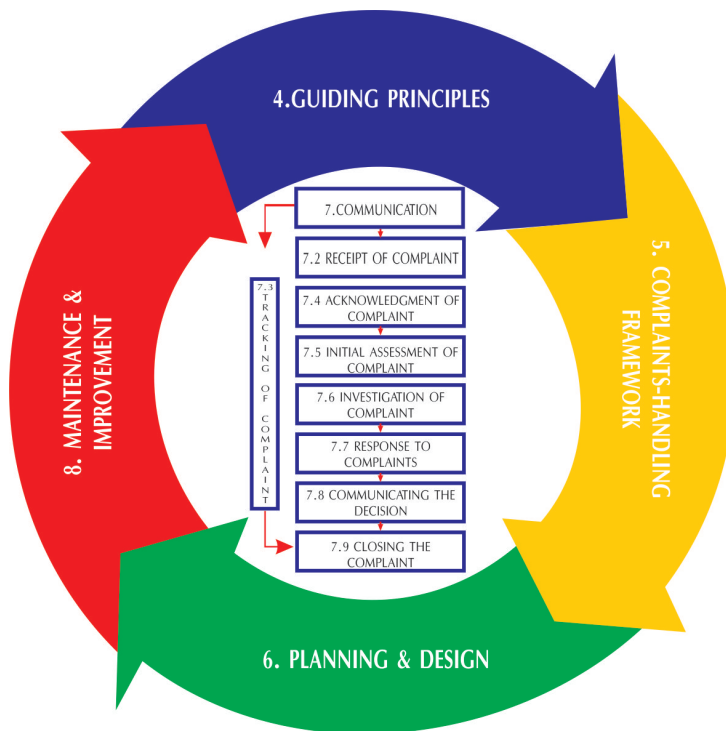 4.GUIDING PRINCIPLES
5. COMPLAINTS-HANDLING
FRAMEWORK
6. PLANNING & DESIGN
8. MAINTENANCE &
IMPROVEMENT
7.COMMUNICATION
7.2 RECEIPT OF COMPLAINT
7.3 TRACKING OF COMPLAINT
7.4 ACKNOWLEDGMENT OF
COMPLAINT
7.5 INITIAL ASSESSMENT OF
COMPLAINT
7.6 INVESTIGATION OF
COMPLAINT
7.7 RESPONSE TO
COMPLAINTS
7.8 COMMUNICATING THE
DECISION
7.9 CLOSING THE
COMPLAINT